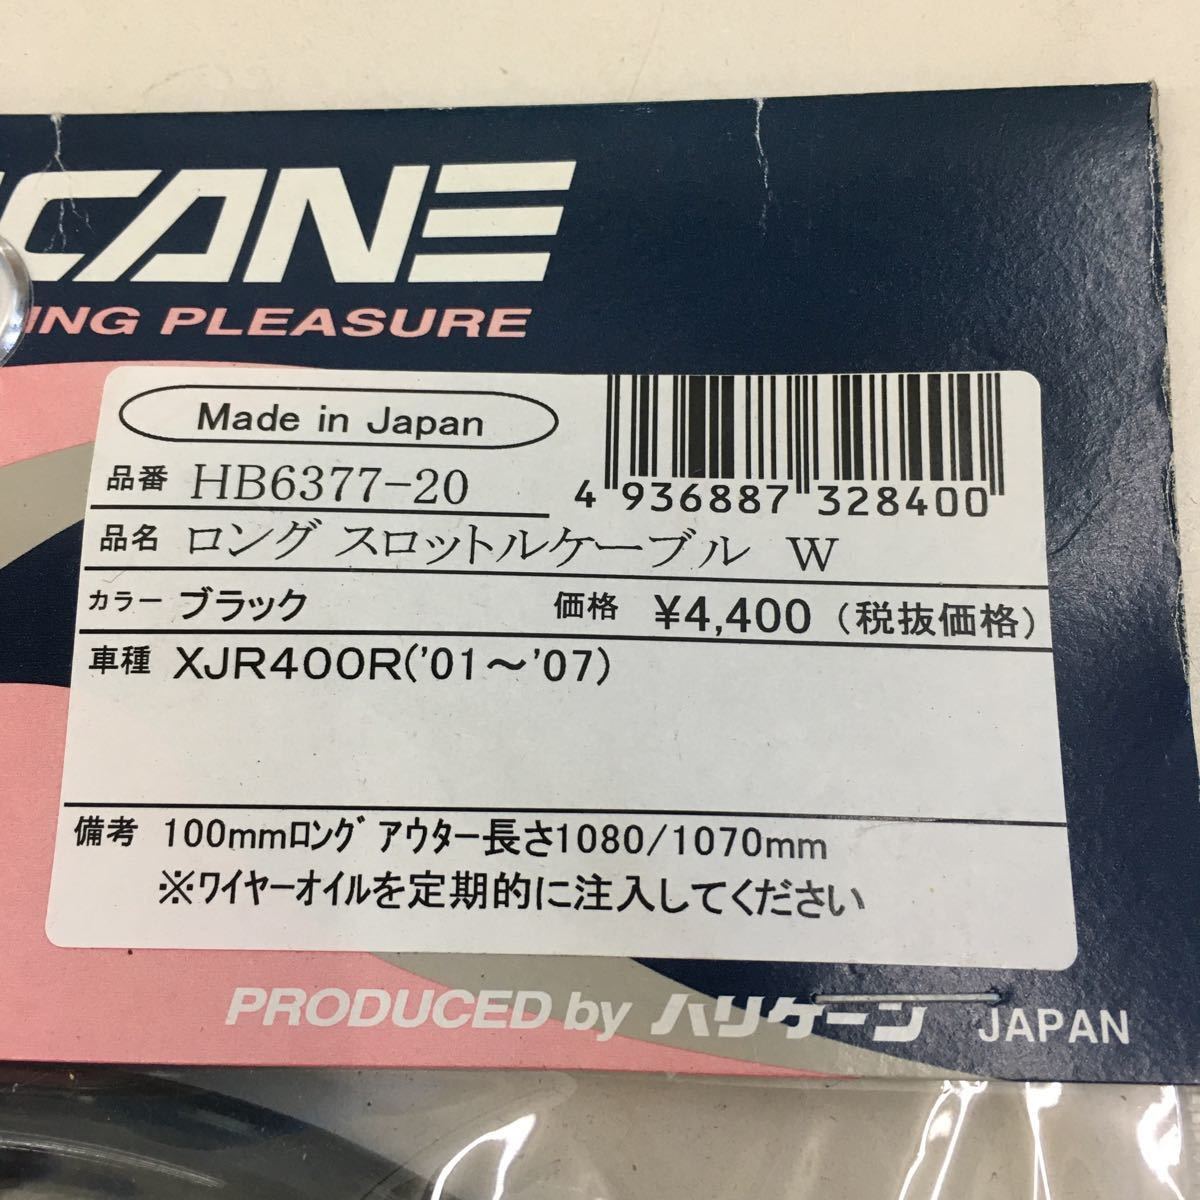 CANE
ING PLEASURE
Made in Japan
品番 HB6377-20
4 936887 328400
品名 ロング スロットルケーブル W
カラー ブラック 価格 ¥4,400 (税抜価格)
車種 XJR400R('01～'07)
備考 100mmロング アウター長さ1080/1070mm
※ワイヤーオイルを定期的に注入してください
PRODUCED by ハリケーン JAPAN